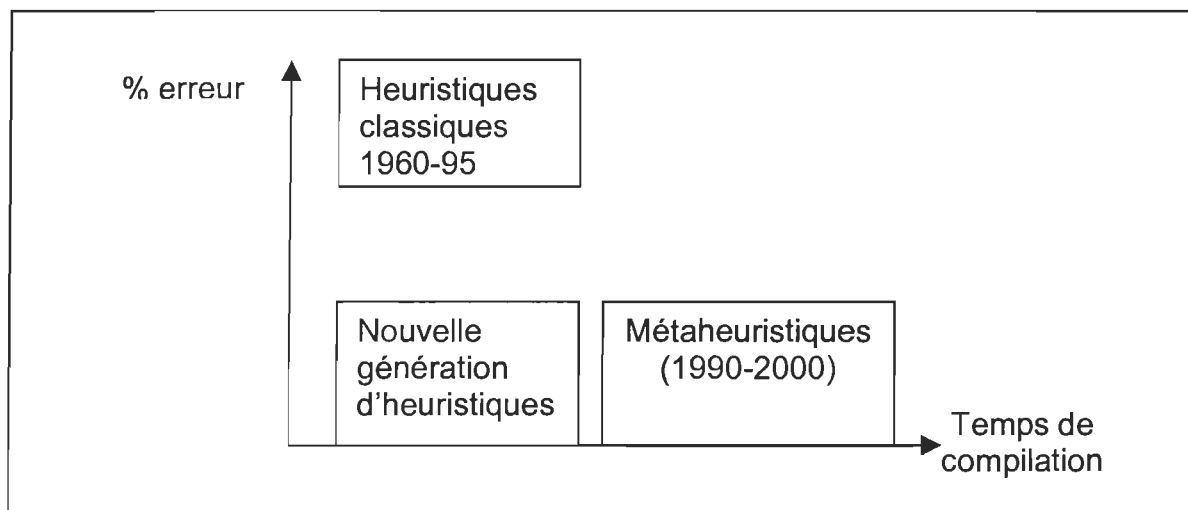 % erreur
Heuristiques
classiques
1960-95
Nouvelle
génération
d'heuristiques
Métaheuristiques
(1990-2000)
Temps de
compilation